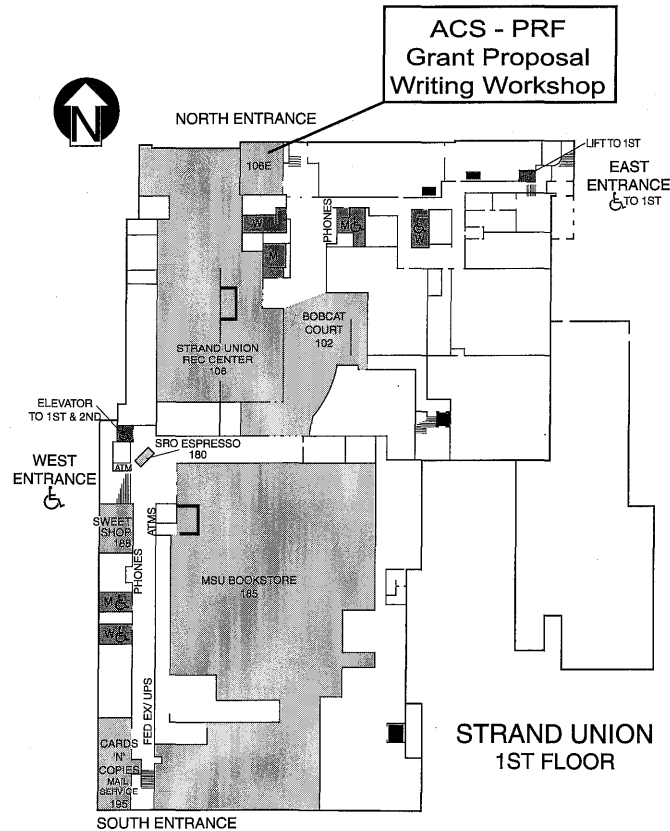 ACS - PRF
Grant Proposal
Writing Workshop
N
NORTH ENTRANCE
LIFT TO 1ST
106E
EAST
ENTRANCE
TO 1ST
PHONES
W
M
M
W
BOBCAT
COURT
102
STRAND UNION
REC CENTER
106
ELEVATOR
TO 1ST & 2ND
SRO ESPRESSO
180
WEST
ENTRANCE
ATM
SWEET
SHOP
188
ATMS
PHONES
MSU BOOKSTORE
185
M
W
FED EX/ UPS
CARDS
'N'
COPIES
MAIL
SERVICE
195
STRAND UNION
1ST FLOOR
SOUTH ENTRANCE